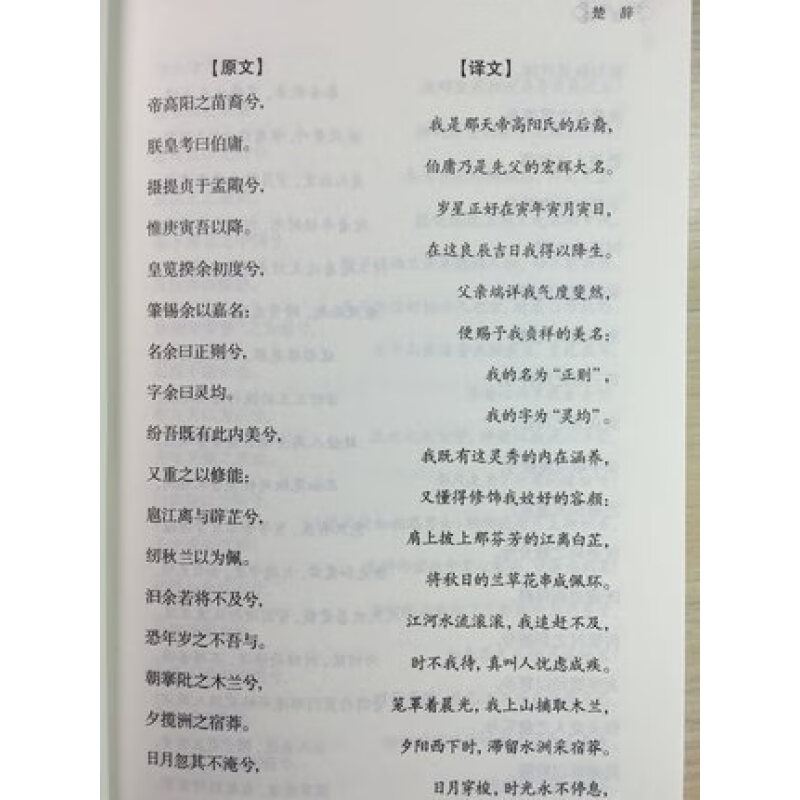 楚 辞
【原文】
帝高阳之苗裔兮，
朕皇考曰伯庸。
摄提贞于孟陬兮，
惟庚寅吾以降。
皇览揆余初度兮，
肇锡余以嘉名；
名余曰正则兮，
字余曰灵均。
纷吾既有此内美兮，
又重之以修能；
扈江离与辟芷兮，
纫秋兰以为佩。
汩余若将不及兮，
恐年岁之不吾与。
朝搴阰之木兰兮，
夕揽洲之宿莽。
日月忽其不淹兮，
【译文】
我是那天帝高阳氏的后裔，
伯庸乃是先父的宏辉大名。
岁星正好在寅年寅月寅日，
在这良辰吉日我得以降生。
父亲端详我气度斐然，
便赐予我贞祥的美名；
我的名为“正则”，
我的字为“灵均”。
我既有这灵秀的内在涵养，
又懂得修饰我姣好的容颜；
肩上披上那芬芳的江离白芷，
将秋日的兰草花串成佩环。
江河水流滚滚，我追赶不及，
时不我待，真叫人忧虑成疾。
笼罩着晨光，我上山摘取木兰，
夕阳西下时，滞留水洲采宿莽。
日月穿梭，时光永不停息，